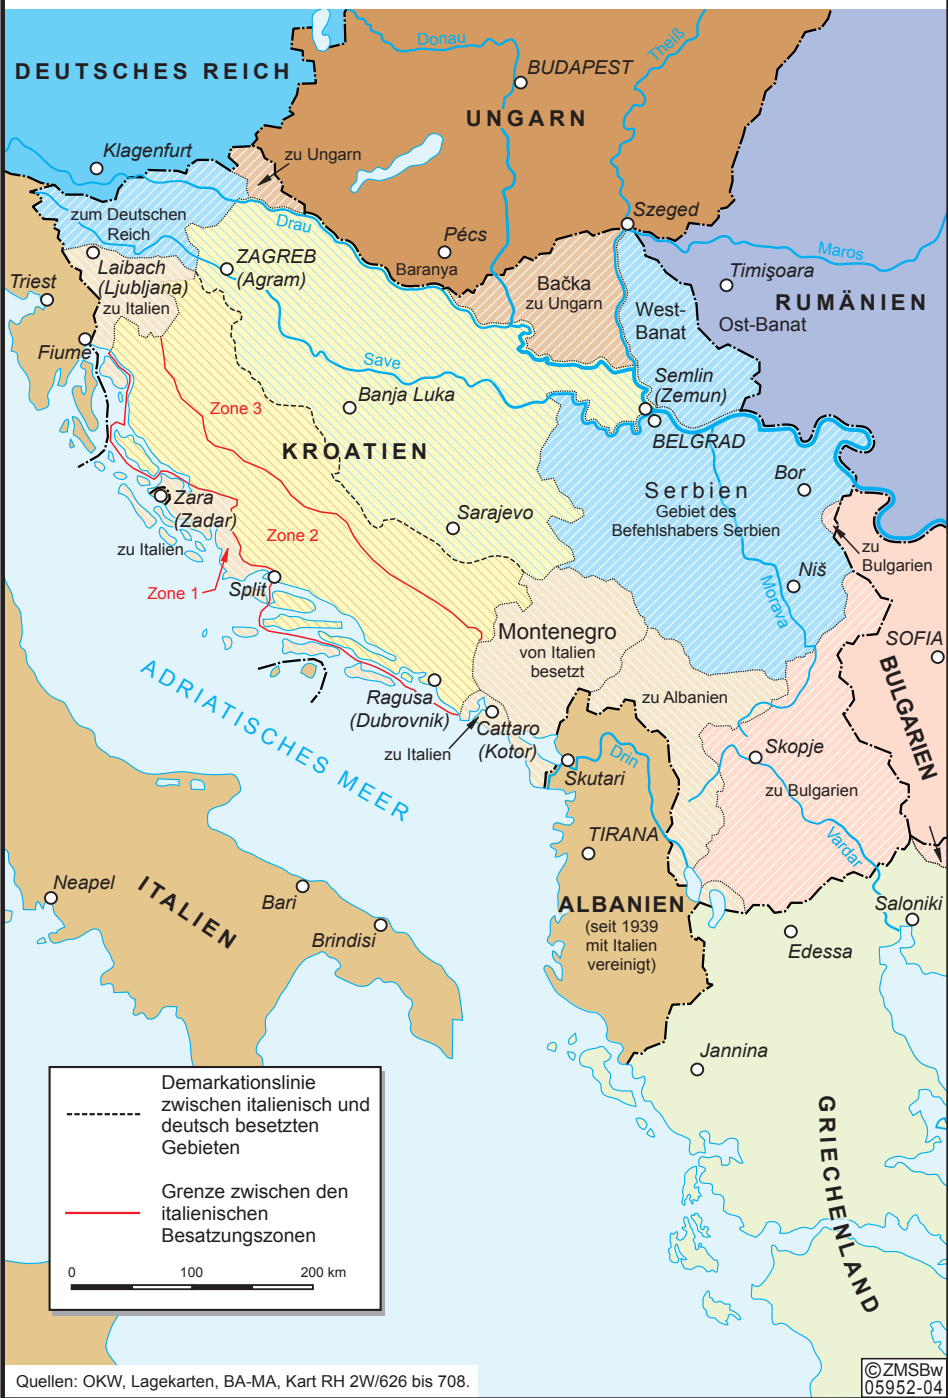 DEUTSCHES REICH
Donau
Theiß
BUDAPEST
UNGARN
Klagenfurt
zu Ungarn
zum Deutschen
Reich
Drau
Szeged
Pécs
Baranya
Maros
Laibach
(Ljubljana)
zu Italien
ZAGREB
(Agram)
Triest
Bačka
zu Ungarn
Timişoara
RUMÄNIEN
Ost-Banat
West-
Banat
Fiume
Save
Semlin
(Zemun)
Banja Luka
Zone 3
BELGRAD
KROATIEN
Bor
Serbien
Gebiet des
Befehlshabers Serbien
Zara
(Zadar)
Sarajevo
Zone 2
zu Italien
zu
Bulgarien
Zone 1
Split
Niš
Morava
Montenegro
von Italien
besetzt
SOFIA
BULGARIEN
ADRIATISCHES MEER
Ragusa
(Dubrovnik)
zu Albanien
zu Italien
Cattaro
(Kotor)
Skopje
Drin
Skutari
zu Bulgarien
TIRANA
Vardar
Neapel
ITALIEN
Bari
Brindisi
ALBANIEN
(seit 1939
mit Italien
vereinigt)
Saloniki
Edessa
Jannina
GRIECHENLAND
Demarkationslinie
zwischen italienisch und
deutsch besetzten
Gebieten
Grenze zwischen den
italienischen
Besatzungszonen
0 100 200 km
Quellen: OKW, Lagekarten, BA-MA, Kart RH 2W/626 bis 708.
©ZMSBw
05952-04